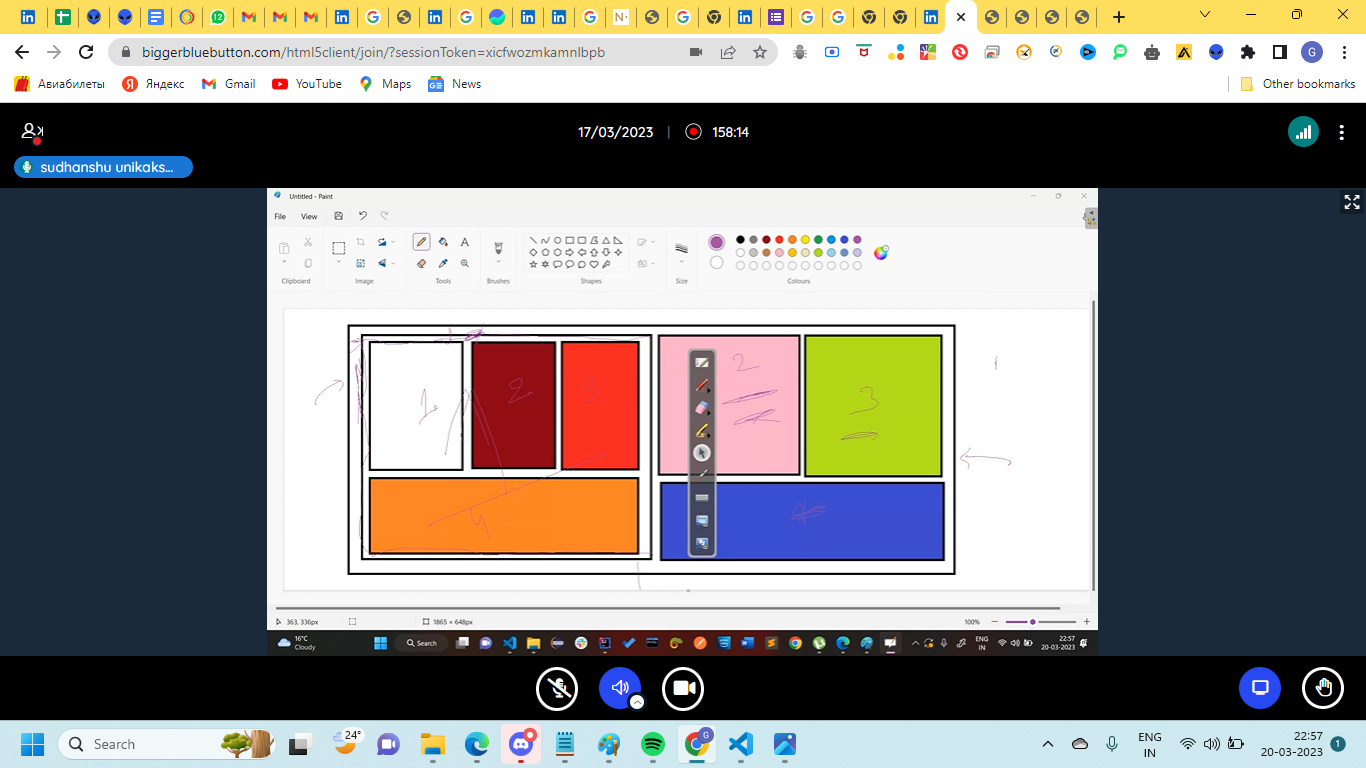 biggerbluebutton.com/html5client/join/?sessionToken=xicfwozmkamnlbpb
G
Авиабилеты
Яндекс
Gmail
YouTube
Maps
News
Other bookmarks
17/03/2023 | 158:14
sudhanshu unikaks...
Untitled - Paint
File View
Clipboard Image Tools Brushes Shapes Size Colours
1
2
3
2
3
4
4
363, 336px
1865 × 648px
100%
16°C
Cloudy
Search
ENG
IN
22:57
20-03-2023
24°
Search
ENG
IN
22:57
20-03-2023
1